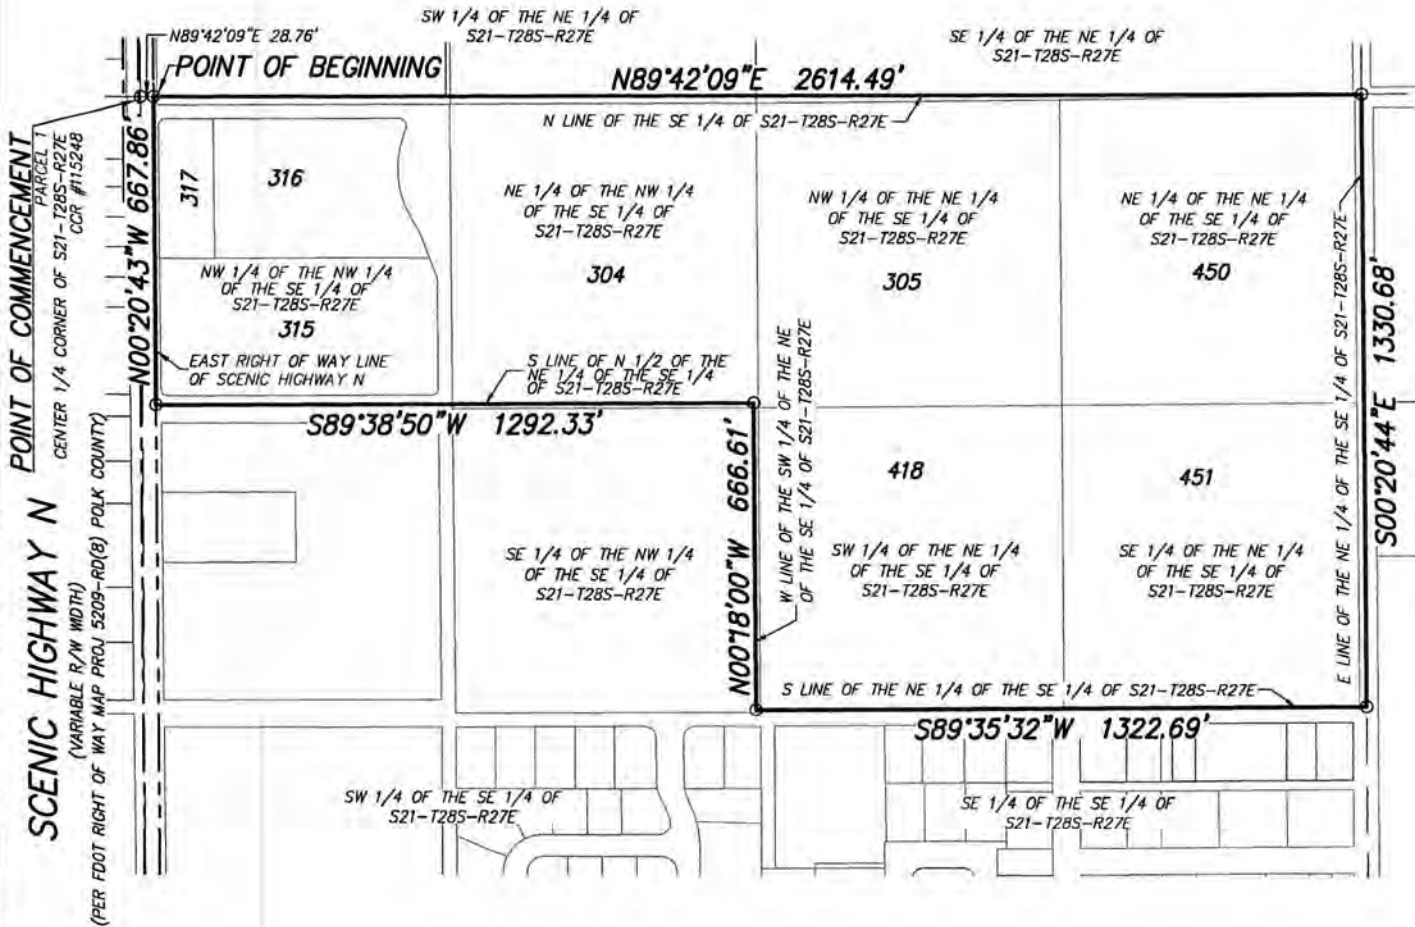 SW 1/4 OF THE NE 1/4 OF
S21-T28S-R27E
SE 1/4 OF THE NE 1/4 OF
S21-T28S-R27E
N89°42'09"E 28.76'
POINT OF BEGINNING
N89°42'09"E 2614.49'
N LINE OF THE SE 1/4 OF S21-T28S-R27E
POINT OF COMMENCEMENT
PARCEL 1
CENTER 1/4 CORNER OF S21-T28S-R27E
CCR #115248
N00°20'43"W 667.86'
317
316
NW 1/4 OF THE NW 1/4
OF THE SE 1/4 OF
S21-T28S-R27E
315
EAST RIGHT OF WAY LINE
OF SCENIC HIGHWAY N
NE 1/4 OF THE NW 1/4
OF THE SE 1/4 OF
S21-T28S-R27E
304
S LINE OF N 1/2 OF THE
NE 1/4 OF THE SE 1/4
OF S21-T28S-R27E
NW 1/4 OF THE NE 1/4
OF THE SE 1/4 OF
S21-T28S-R27E
305
NE 1/4 OF THE NE 1/4
OF THE SE 1/4 OF
S21-T28S-R27E
450
E LINE OF THE NE 1/4 OF THE SE 1/4 OF S21-T28S-R27E
S00°20'44"E 1330.68'
S89°38'50"W 1292.33'
N00°18'00"W 666.61'
W LINE OF THE SW 1/4 OF THE NE
OF THE SE 1/4 OF S21-T28S-R27E
418
451
SE 1/4 OF THE NW 1/4
OF THE SE 1/4 OF
S21-T28S-R27E
SW 1/4 OF THE NE 1/4
OF THE SE 1/4 OF
S21-T28S-R27E
SE 1/4 OF THE NE 1/4
OF THE SE 1/4 OF
S21-T28S-R27E
S LINE OF THE NE 1/4 OF THE SE 1/4 OF S21-T28S-R27E
S89°35'32"W 1322.69'
SCENIC HIGHWAY N
(VARIABLE R/W WIDTH)
(PER FDOT RIGHT OF WAY MAP PROJ 5209-RD(8) POLK COUNTY)
SW 1/4 OF THE SE 1/4 OF
S21-T28S-R27E
SE 1/4 OF THE SE 1/4 OF
S21-T28S-R27E